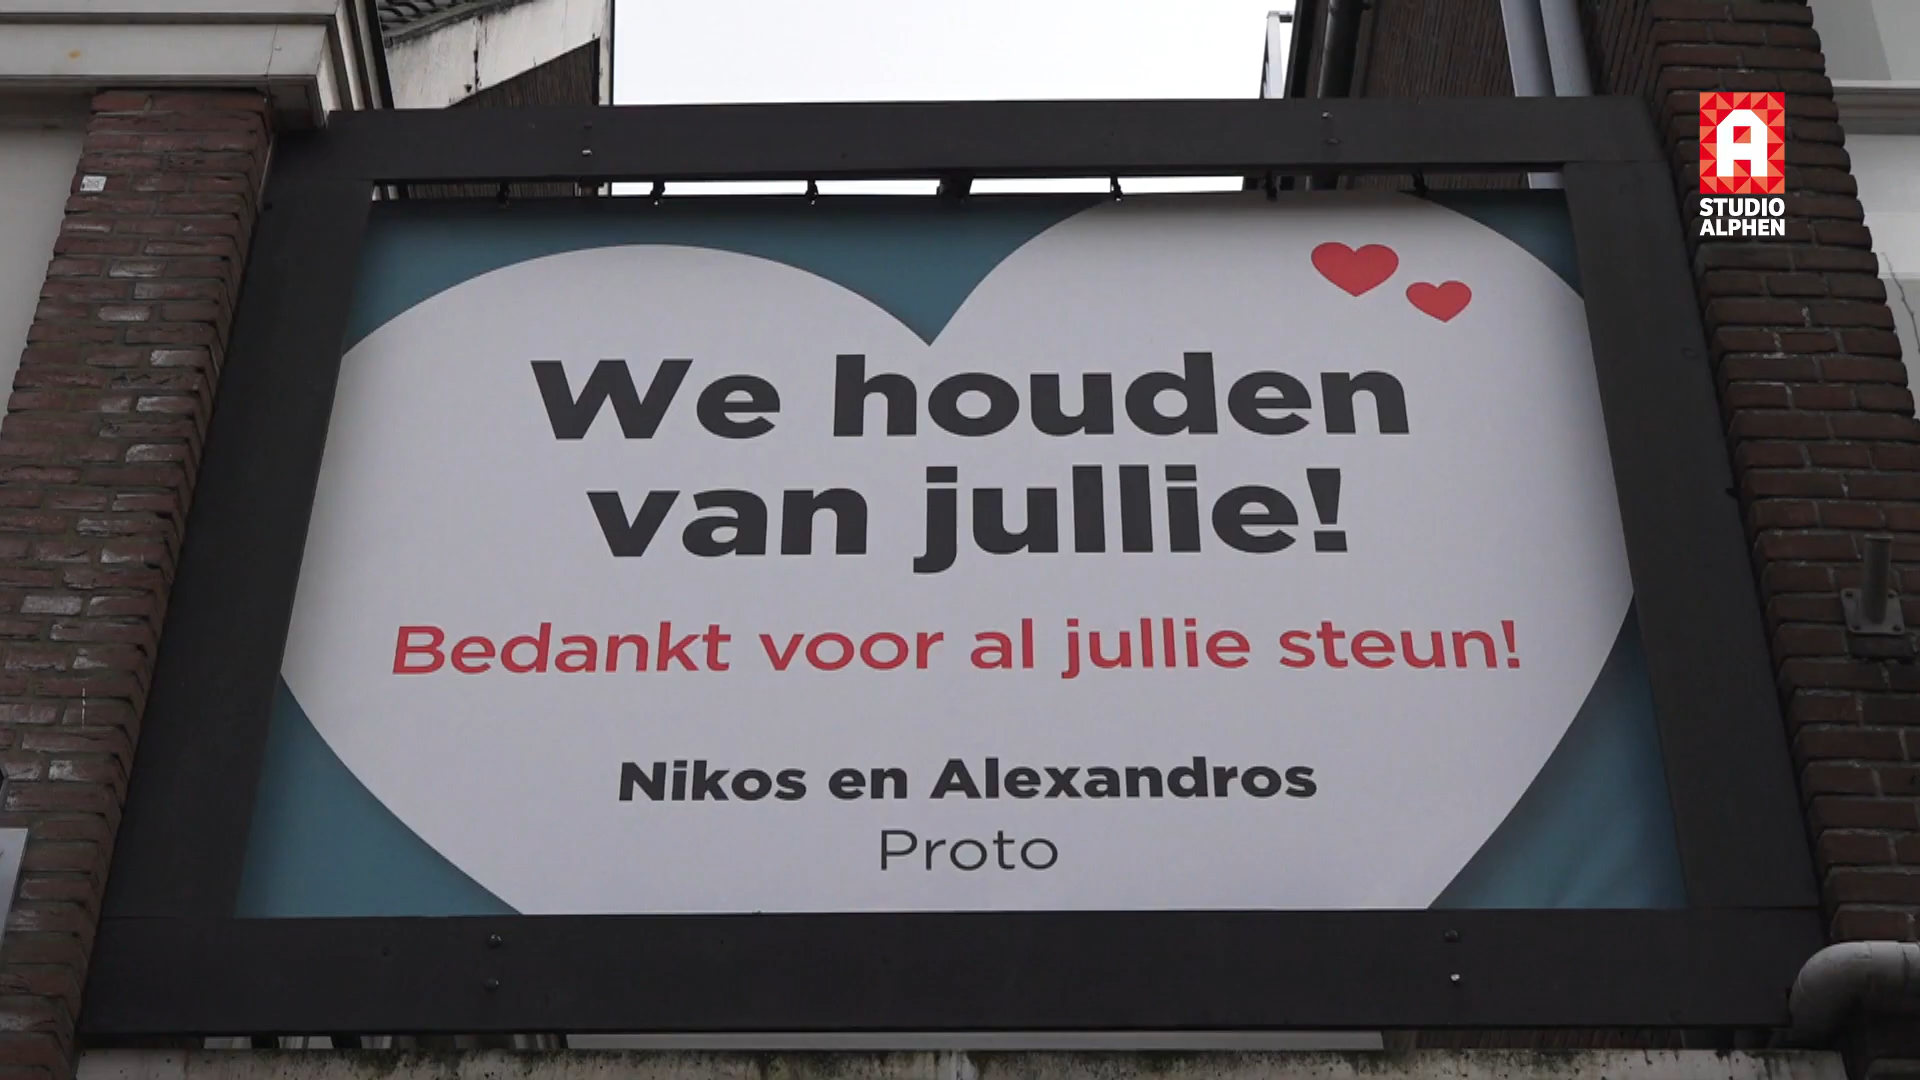 STUDIO
ALPHEN
We houden
van jullie!
Bedankt voor al jullie steun!
Nikos en Alexandros
Proto